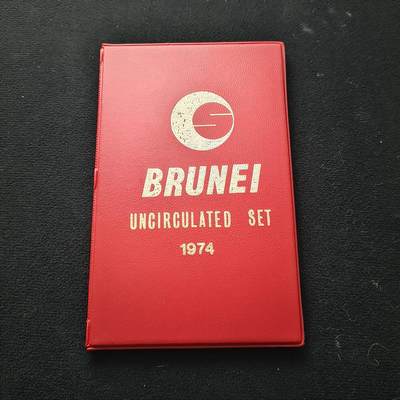 BRUNEI
UNCIRCULATED SET
1974